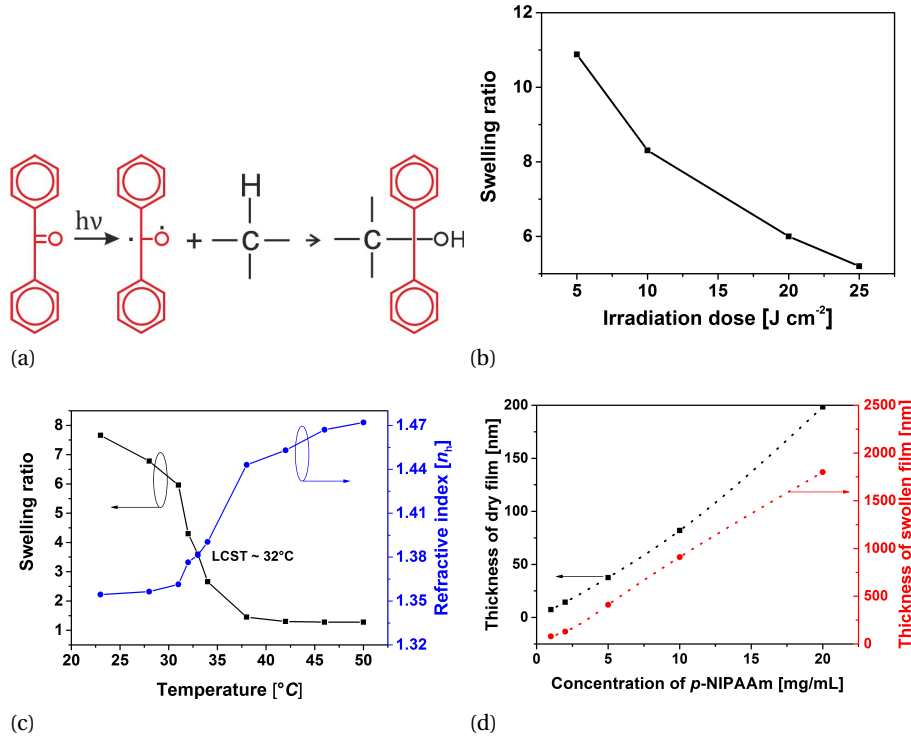 O
hν
·
O
+
H
C
C
OH
(a)
Swelling ratio
12
10
8
6
5 10 15 20 25
Irradiation dose [J cm⁻²]
(b)
Swelling ratio
8
7
6
5
4
3
2
1
20 25 30 35 40 45 50
Temperature [°C]
LCST ~ 32°C
1.47
1.44
1.41
1.38
1.35
1.32
Refractive index [nₕ]
(c)
Thickness of dry film [nm]
200
150
100
50
0
0 5 10 15 20
Concentration of p-NIPAAm [mg/mL]
2500
2000
1500
1000
500
0
Thickness of swollen film [nm]
(d)